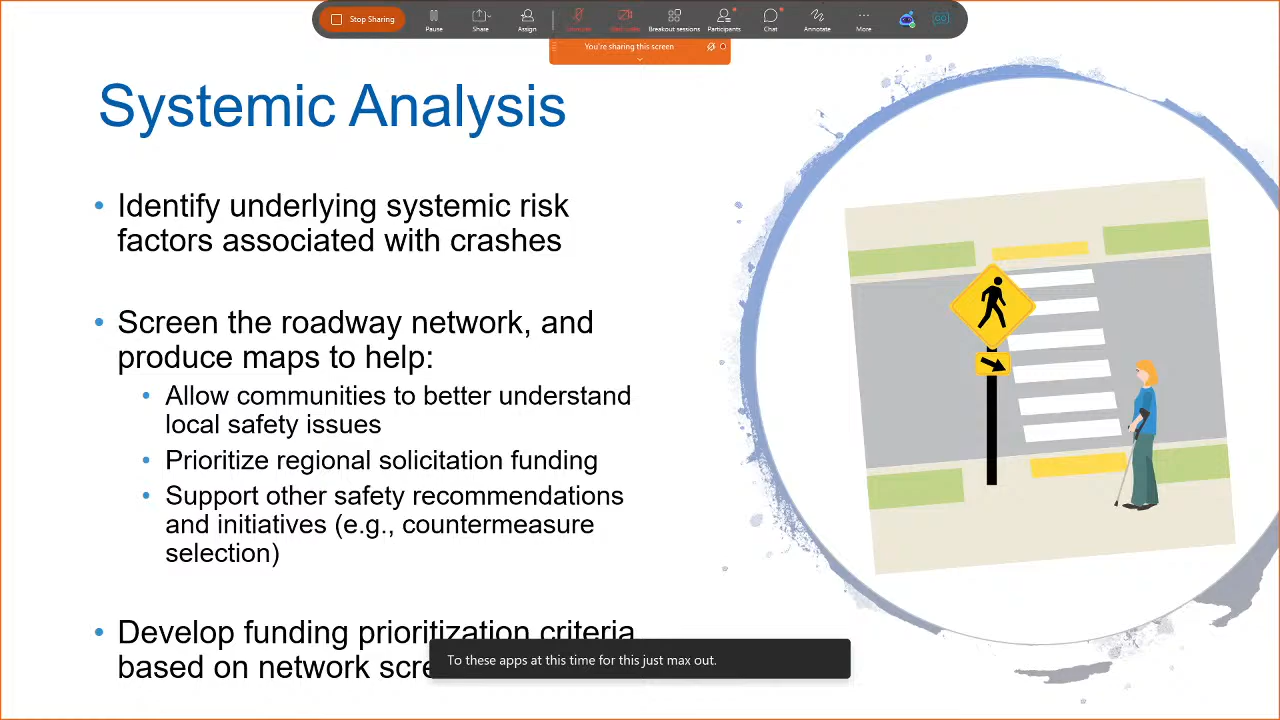 Stop Sharing
Pause
Share
Assign
Breakout sessions
Participants
Chat
Annotate
More
You're sharing this screen
Systemic Analysis
• Identify underlying systemic risk
factors associated with crashes
• Screen the roadway network, and
produce maps to help:
• Allow communities to better understand
local safety issues
• Prioritize regional solicitation funding
• Support other safety recommendations
and initiatives (e.g., countermeasure
selection)
• Develop funding prioritization criteria
based on network scre
To these apps at this time for this just max out.